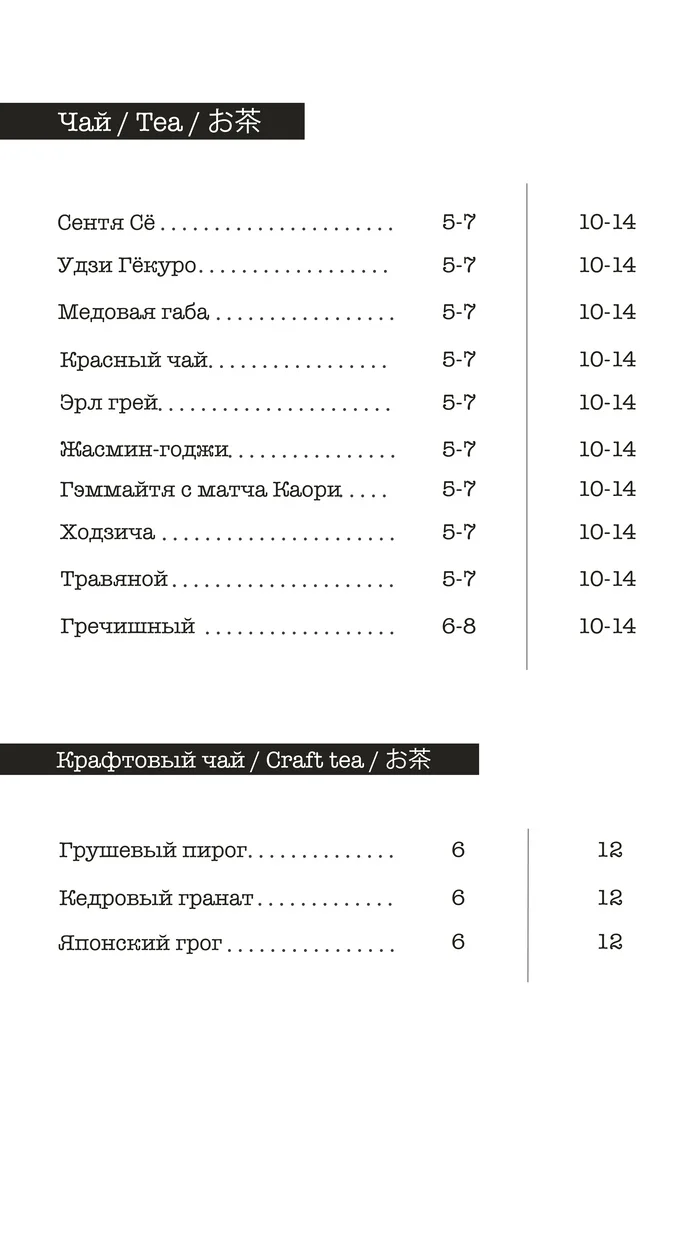 Чай / Tea / お茶
Сентя Сё ...................... 5-7 10-14
Удзи Гёкуро.................. 5-7 10-14
Медовая габа ................. 5-7 10-14
Красный чай................. 5-7 10-14
Эрл грей...................... 5-7 10-14
Жасмин-годжи................ 5-7 10-14
Гэммайтя с матча Каори..... 5-7 10-14
Ходзича ...................... 5-7 10-14
Травяной..................... 5-7 10-14
Гречишный .................. 6-8 10-14
Крафтовый чай / Craft tea / お茶
Грушевый пирог.............. 6 12
Кедровый гранат............. 6 12
Японский грог................ 6 12